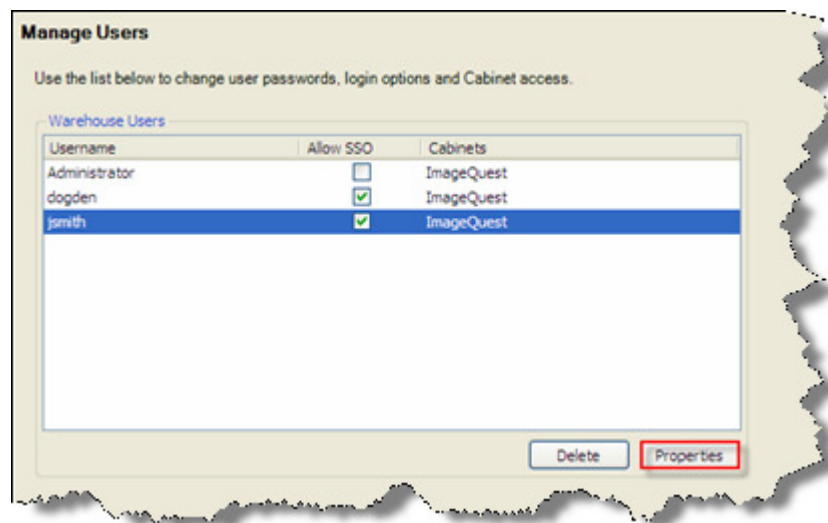 Manage Users
Use the list below to change user passwords, login options and Cabinet access.
Warehouse Users
Username Allow SSO Cabinets
Administrator ImageQuest
dogden ImageQuest
jsmith ImageQuest
Delete Properties